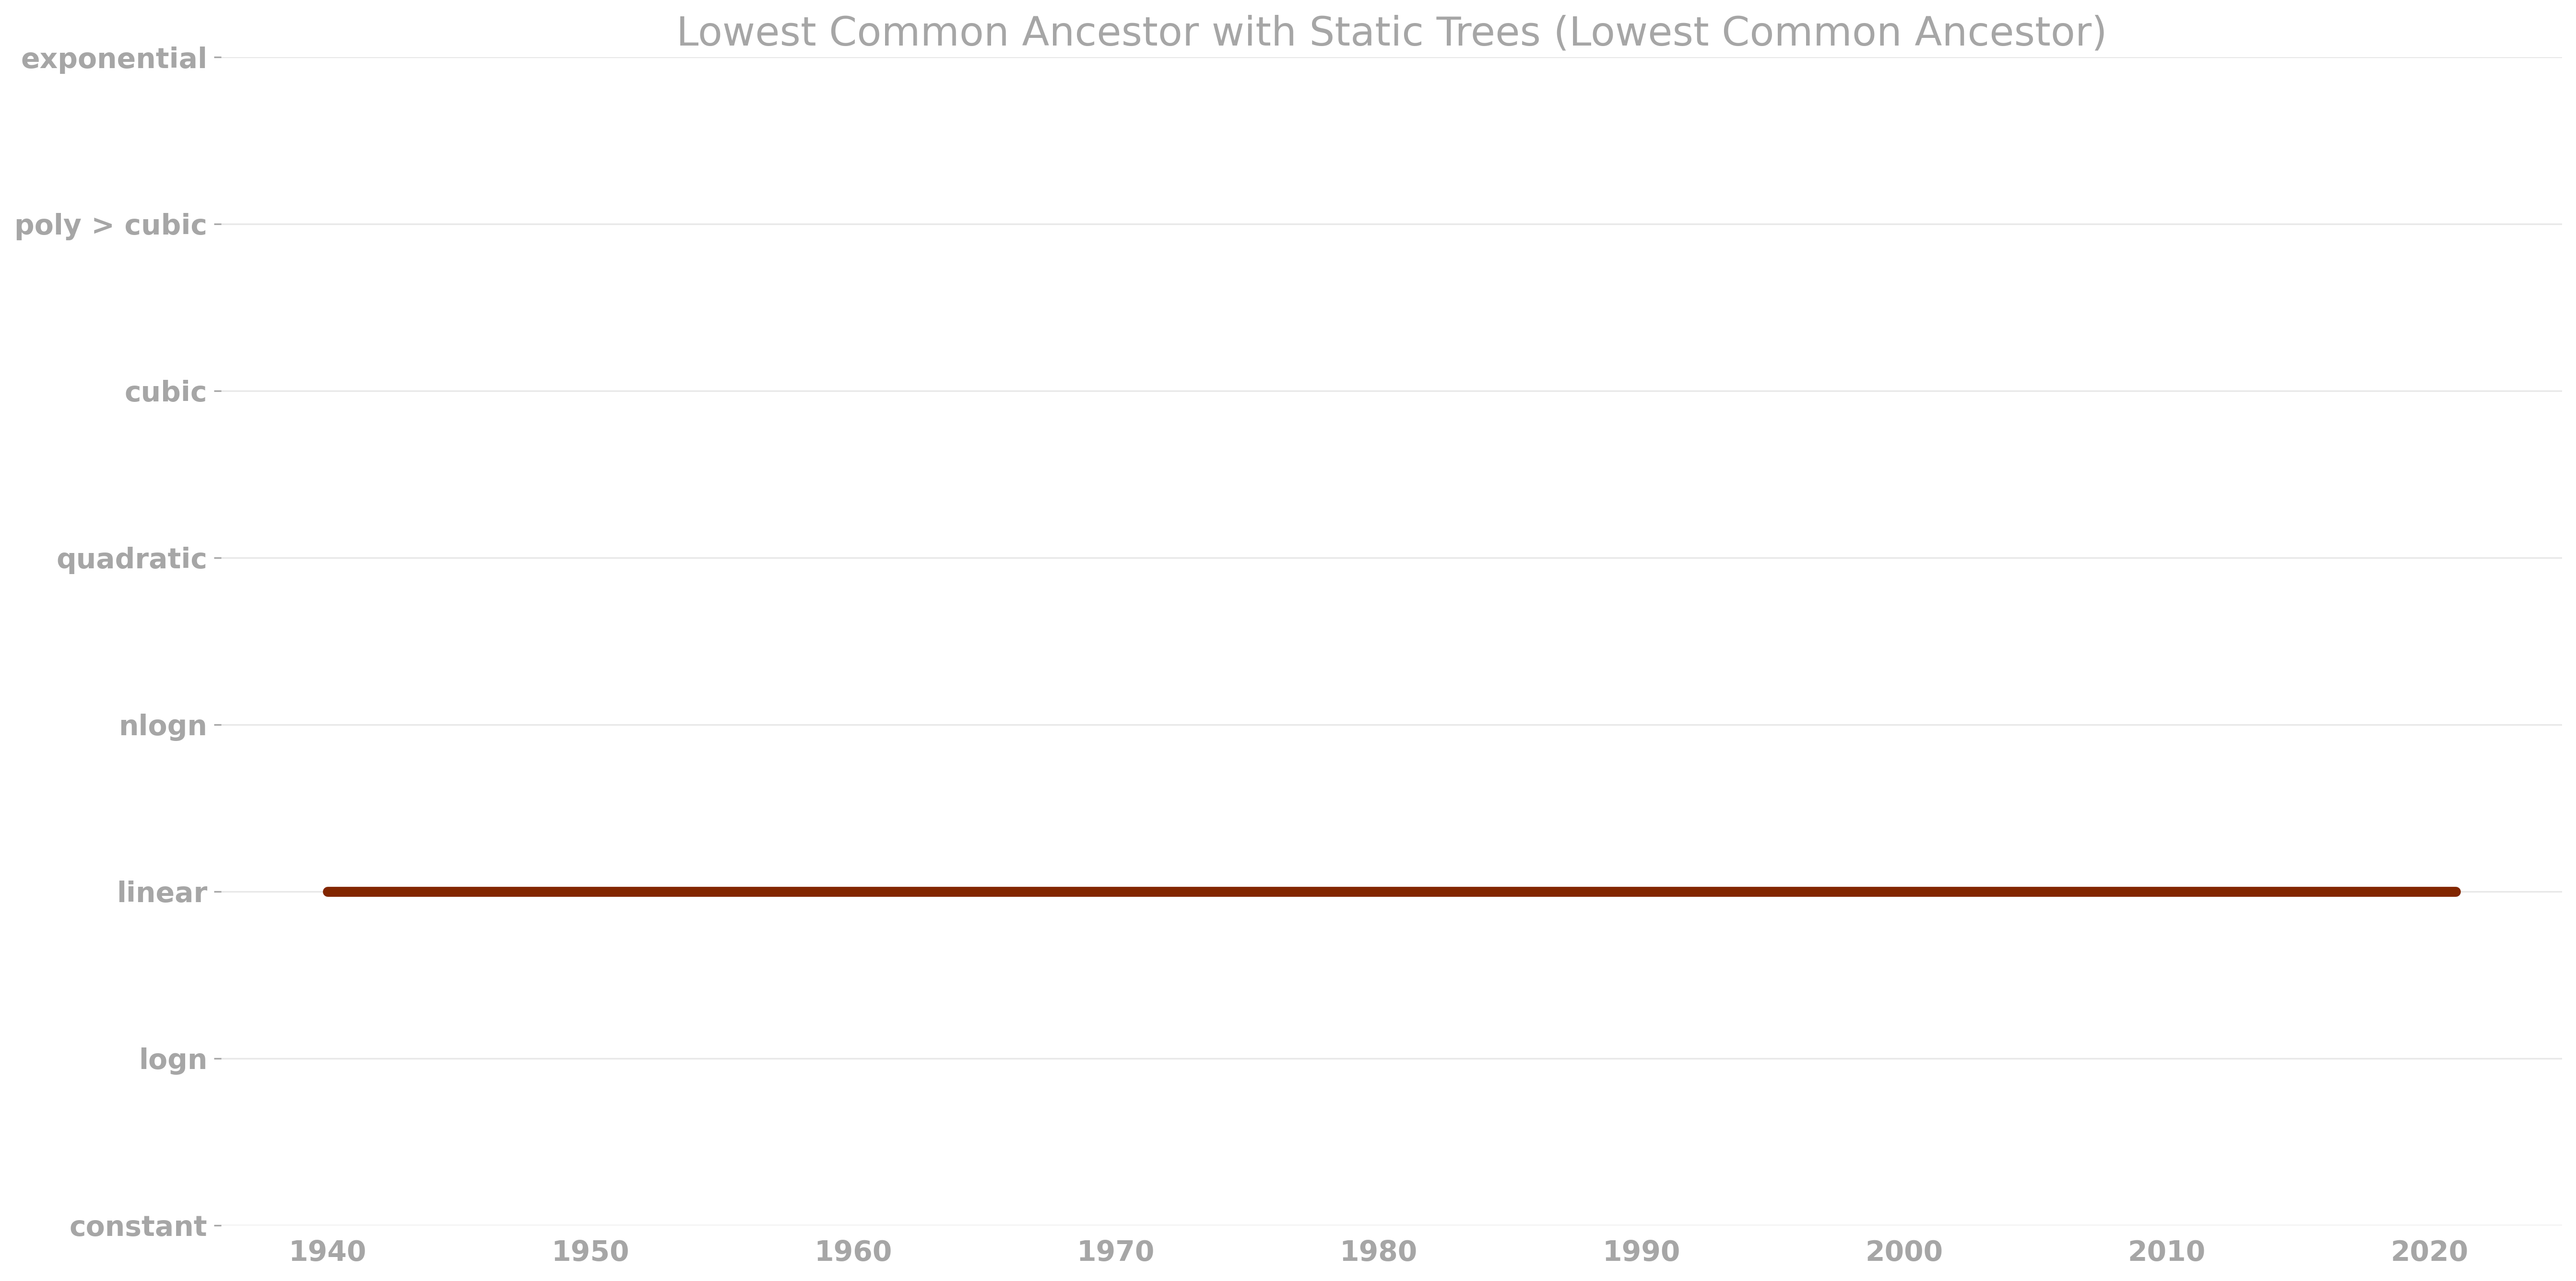 Lowest Common Ancestor with Static Trees (Lowest Common Ancestor)
exponential
poly > cubic
cubic
quadratic
nlogn
linear
logn
constant
1940 1950 1960 1970 1980 1990 2000 2010 2020